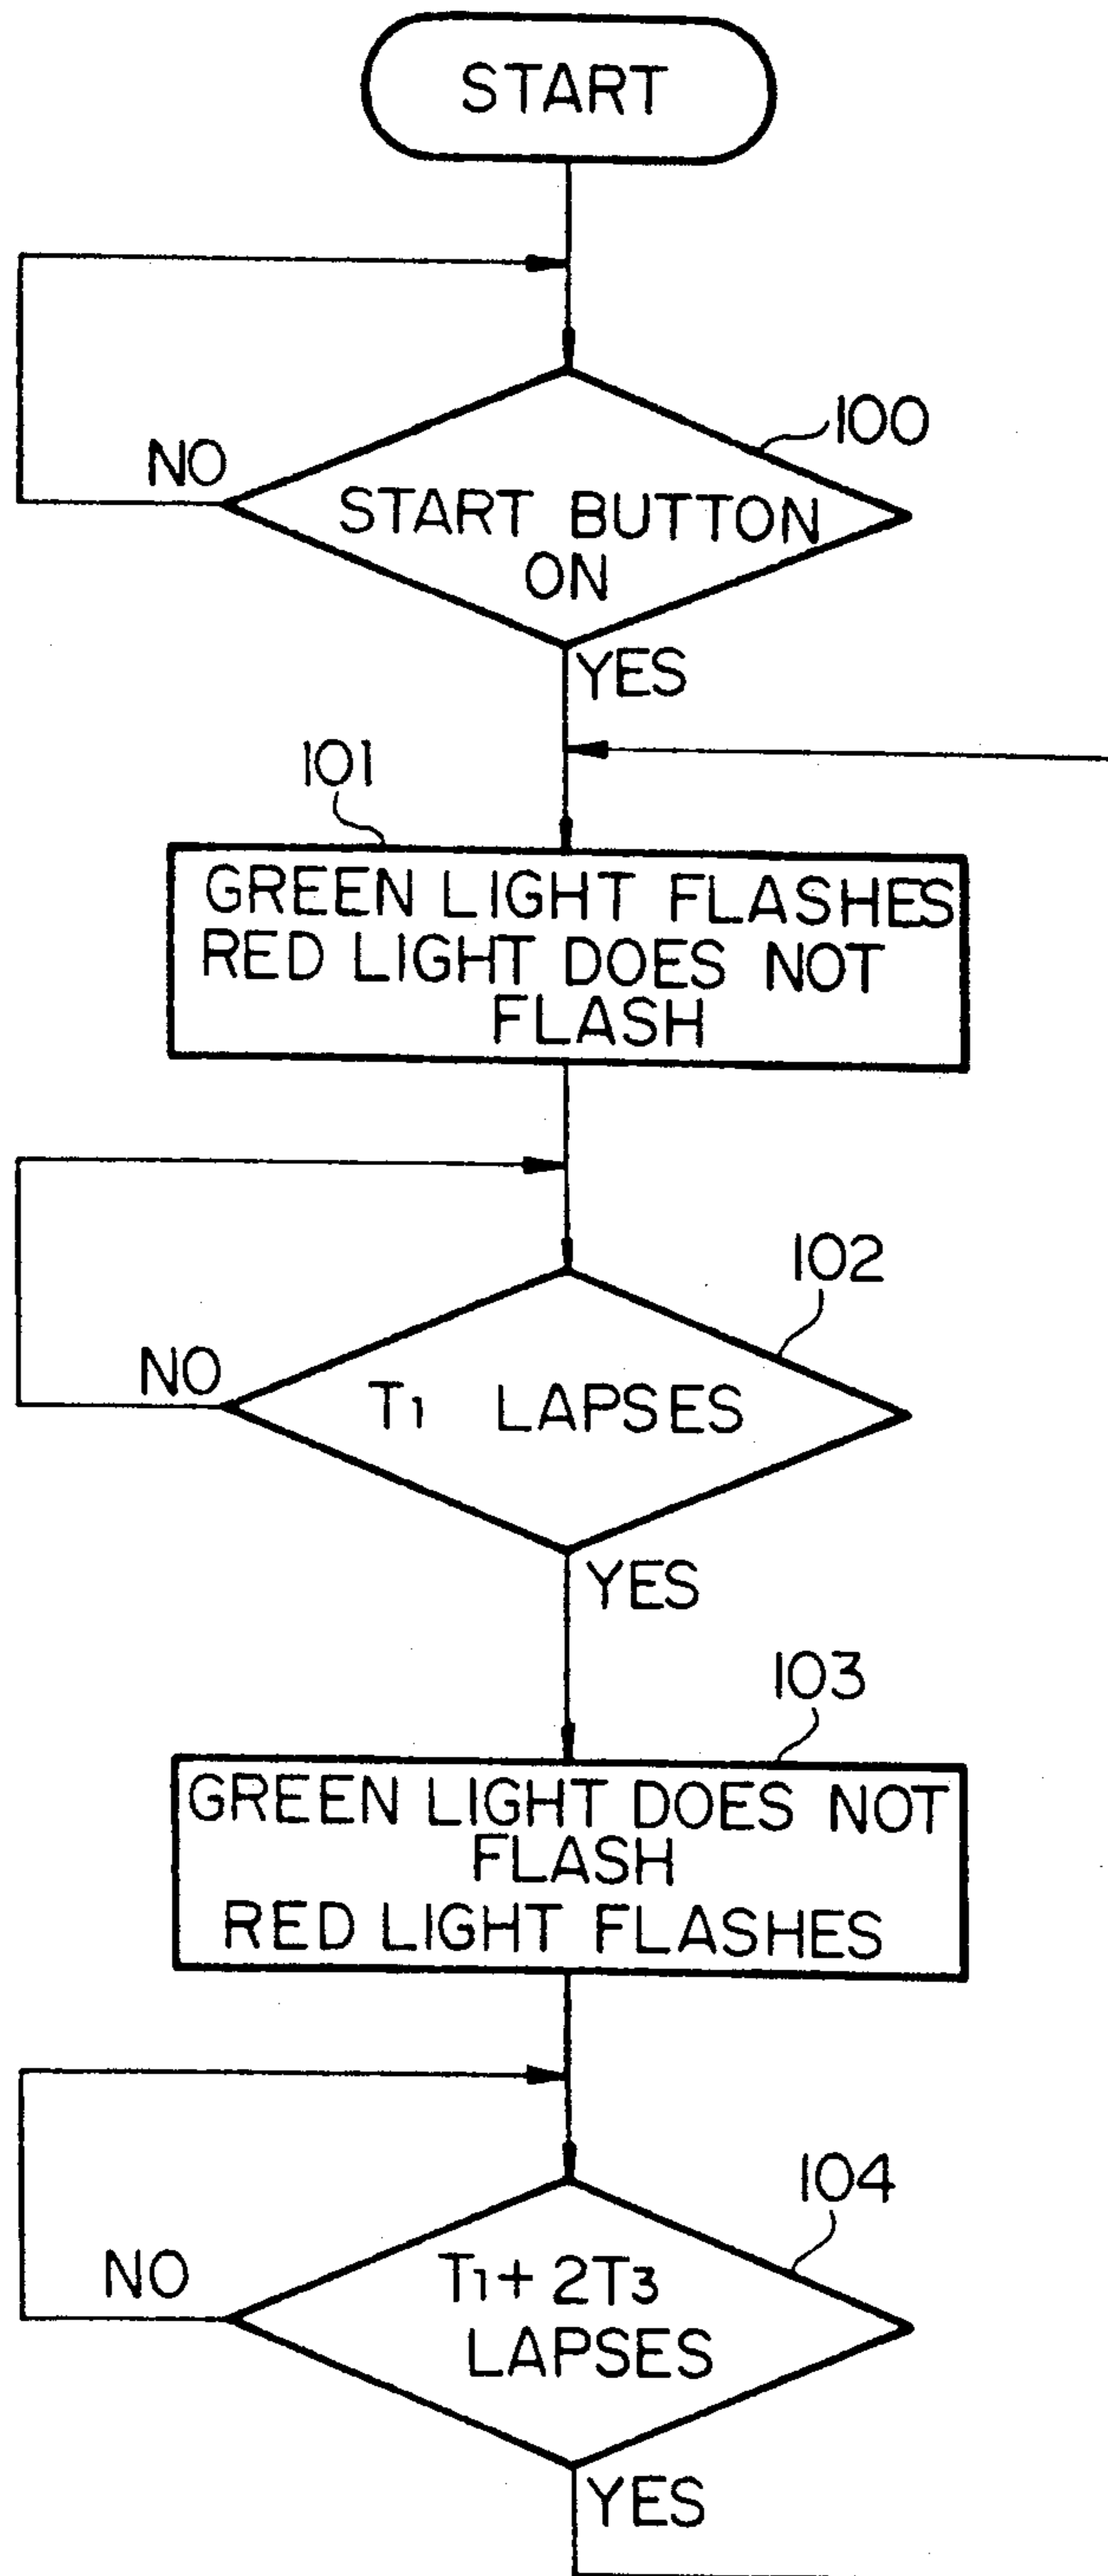 START
100
NO
START BUTTON
ON
YES
101
GREEN LIGHT FLASHES
RED LIGHT DOES NOT
FLASH
102
NO
T1 LAPSES
YES
103
GREEN LIGHT DOES NOT
FLASH
RED LIGHT FLASHES
104
NO
T1+2T3
LAPSES
YES